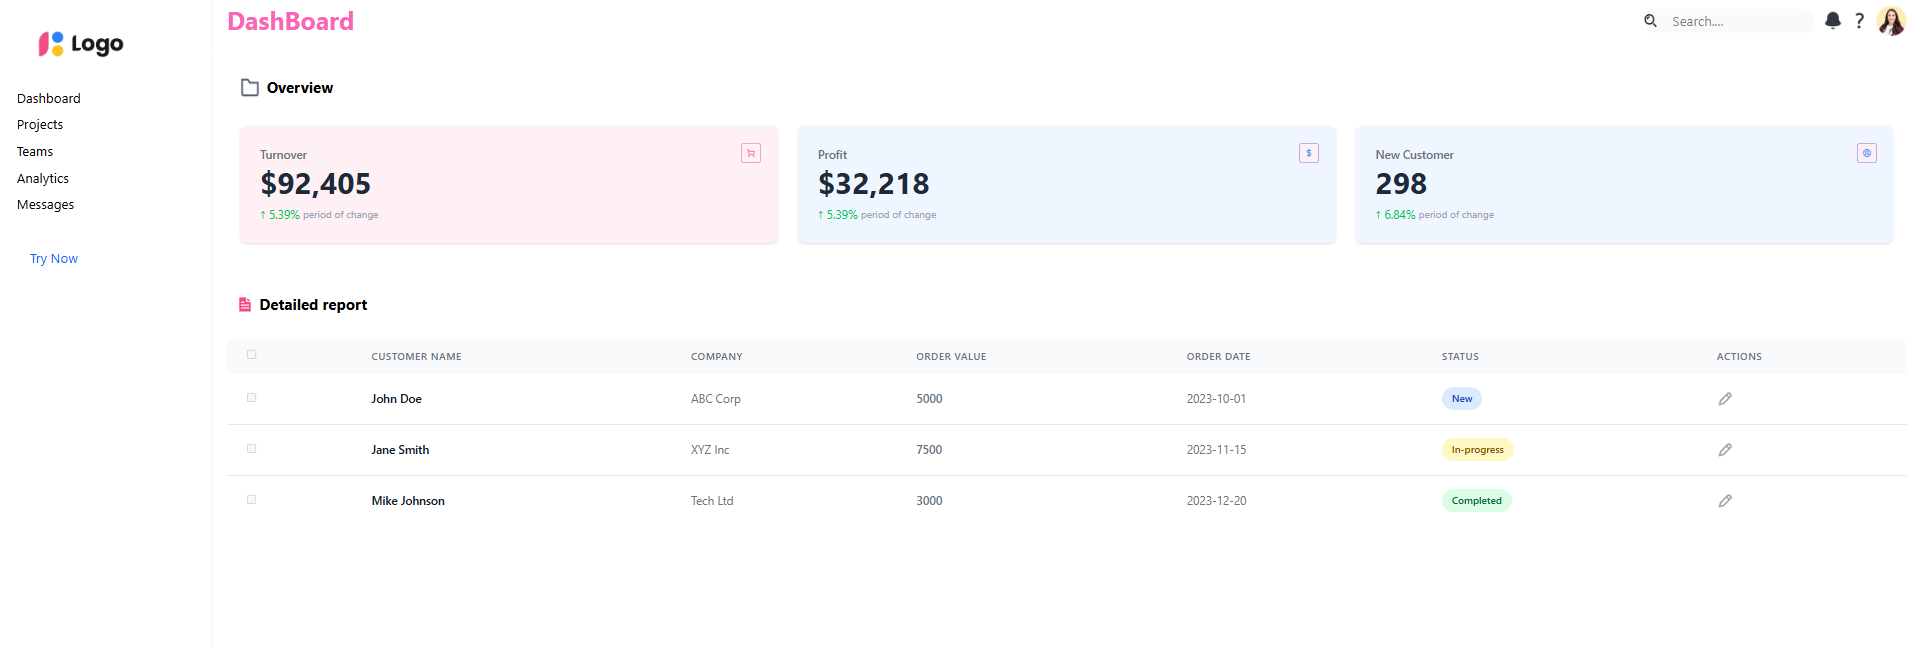 Logo
Dashboard
Projects
Teams
Analytics
Messages
Try Now
DashBoard
Search....
Overview
Turnover
$92,405
↑ 5.39% period of change
Profit
$
$32,218
↑ 5.39% period of change
New Customer
298
↑ 6.84% period of change
Detailed report
CUSTOMER NAME COMPANY ORDER VALUE ORDER DATE STATUS ACTIONS
John Doe ABC Corp 5000 2023-10-01 New
Jane Smith XYZ Inc 7500 2023-11-15 In-progress
Mike Johnson Tech Ltd 3000 2023-12-20 Completed